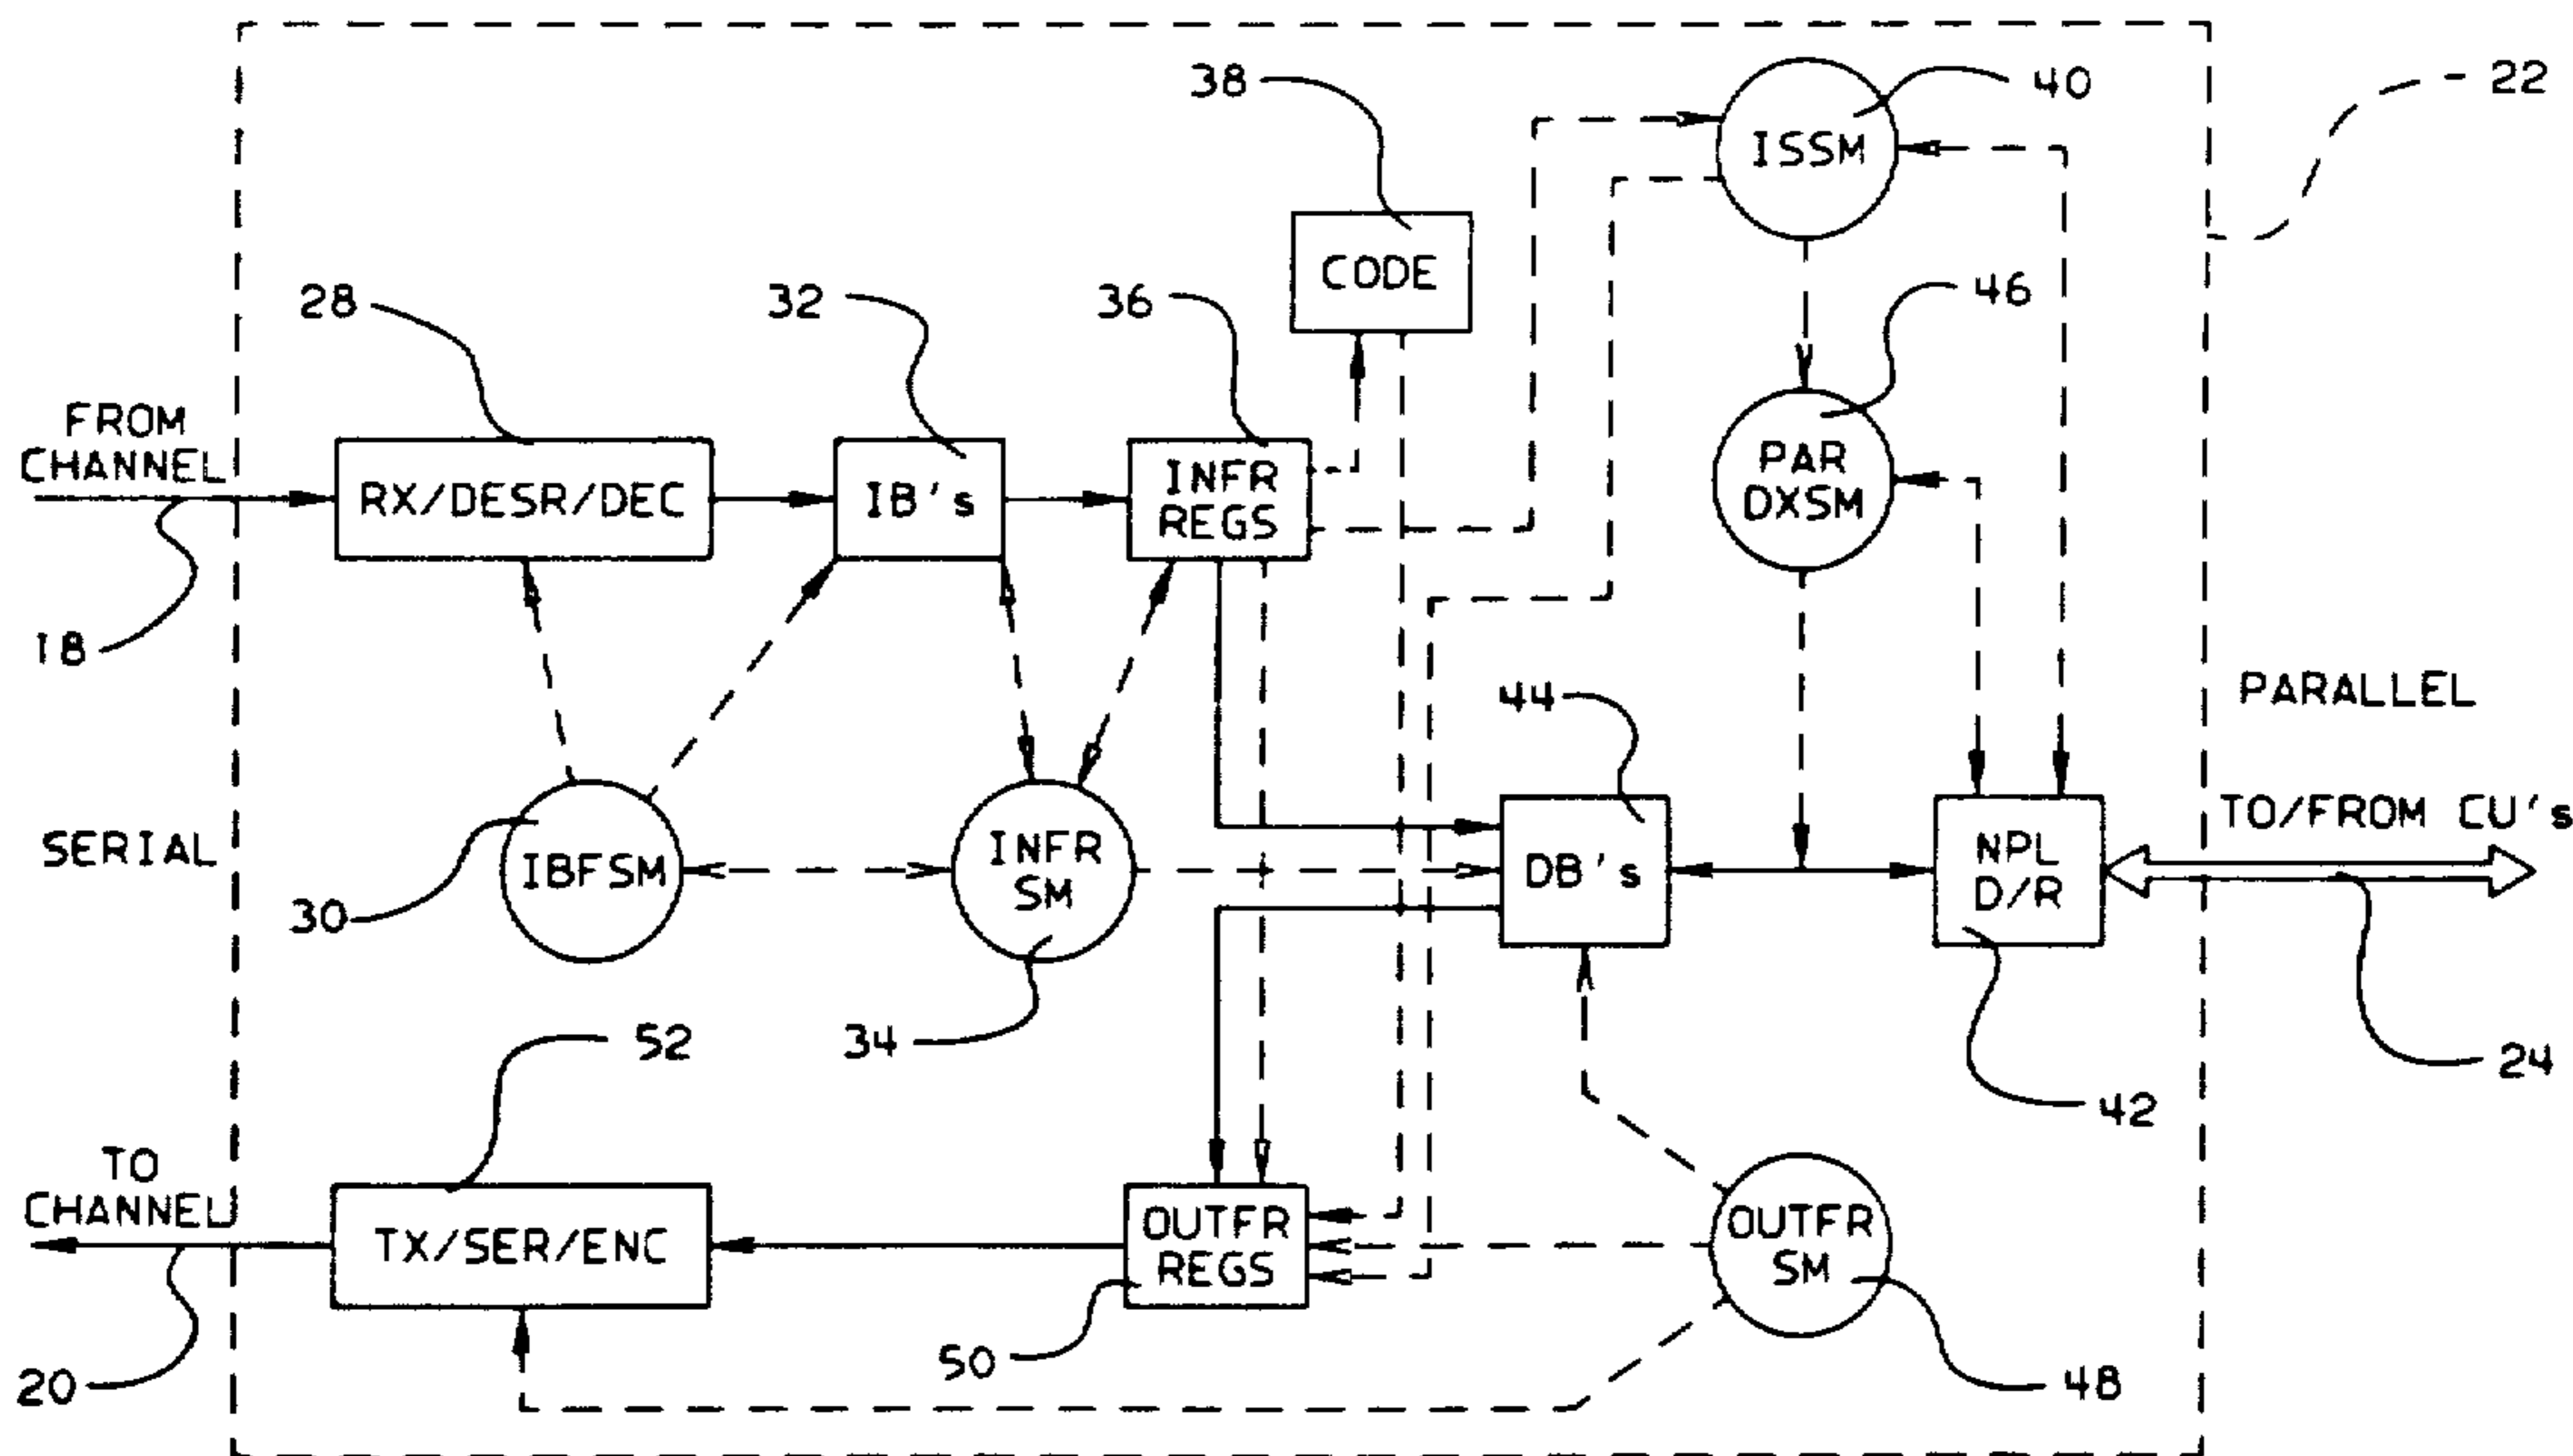 38
40
22
ISSM
CODE
28
32
36
46
FROM
CHANNEL
RX/DESR/DEC
IB's
INFR
REGS
PAR
DXSM
18
44
PARALLEL
SERIAL
30
IBFSM
INFR
SM
34
DB's
NPL
D/R
TO/FROM CU's
24
42
52
TO
CHANNEL
TX/SER/ENC
OUTFR
REGS
OUTFR
SM
20
50
48